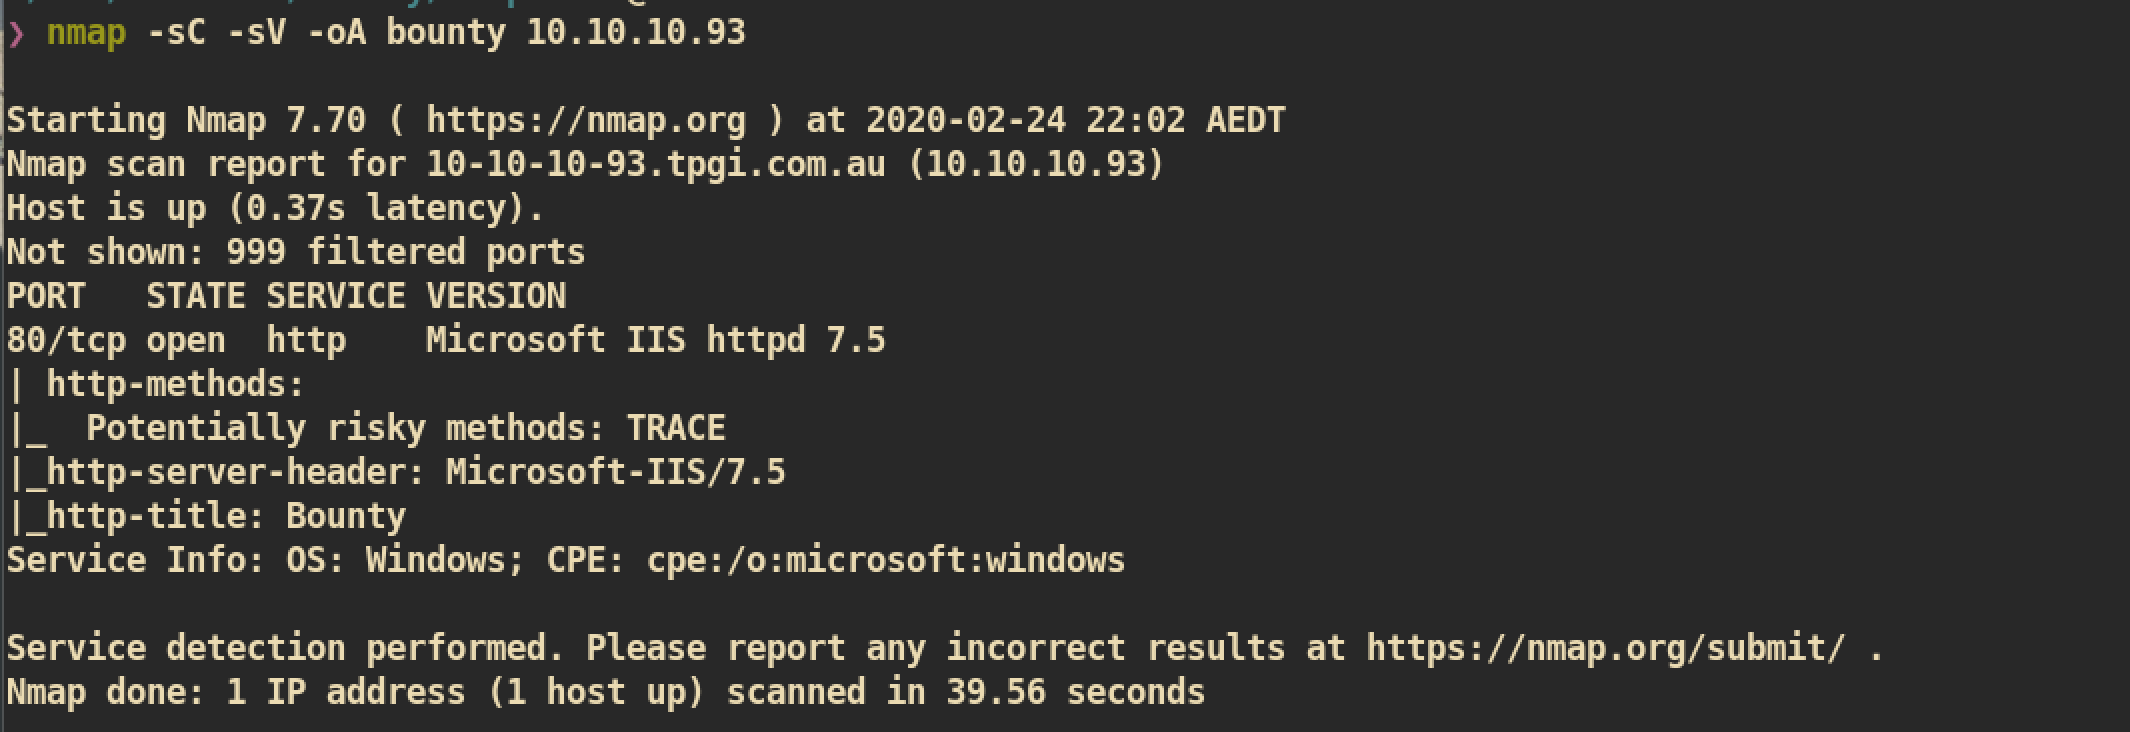 ❯ nmap -sC -sV -oA bounty 10.10.10.93
Starting Nmap 7.70 ( https://nmap.org ) at 2020-02-24 22:02 AEDT
Nmap scan report for 10-10-10-93.tpgi.com.au (10.10.10.93)
Host is up (0.37s latency).
Not shown: 999 filtered ports
PORT   STATE SERVICE VERSION
80/tcp open  http    Microsoft IIS httpd 7.5
| http-methods:
|_  Potentially risky methods: TRACE
|_http-server-header: Microsoft-IIS/7.5
|_http-title: Bounty
Service Info: OS: Windows; CPE: cpe:/o:microsoft:windows
Service detection performed. Please report any incorrect results at https://nmap.org/submit/ .
Nmap done: 1 IP address (1 host up) scanned in 39.56 seconds